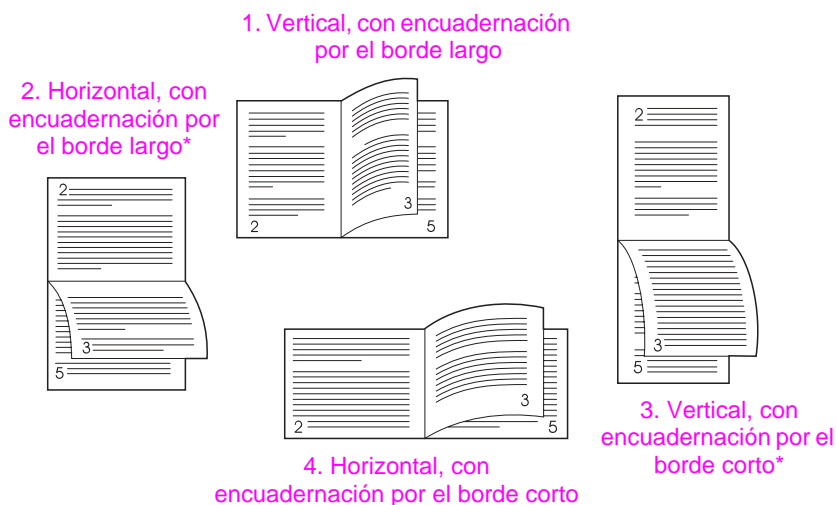 1. Vertical, con encuadernación
por el borde largo
2. Horizontal, con
encuadernación por
el borde largo*
2
3
5
2
3
5
2
3
5
2
3
5
3. Vertical, con
encuadernación por el
borde corto*
4. Horizontal, con
encuadernación por el borde corto